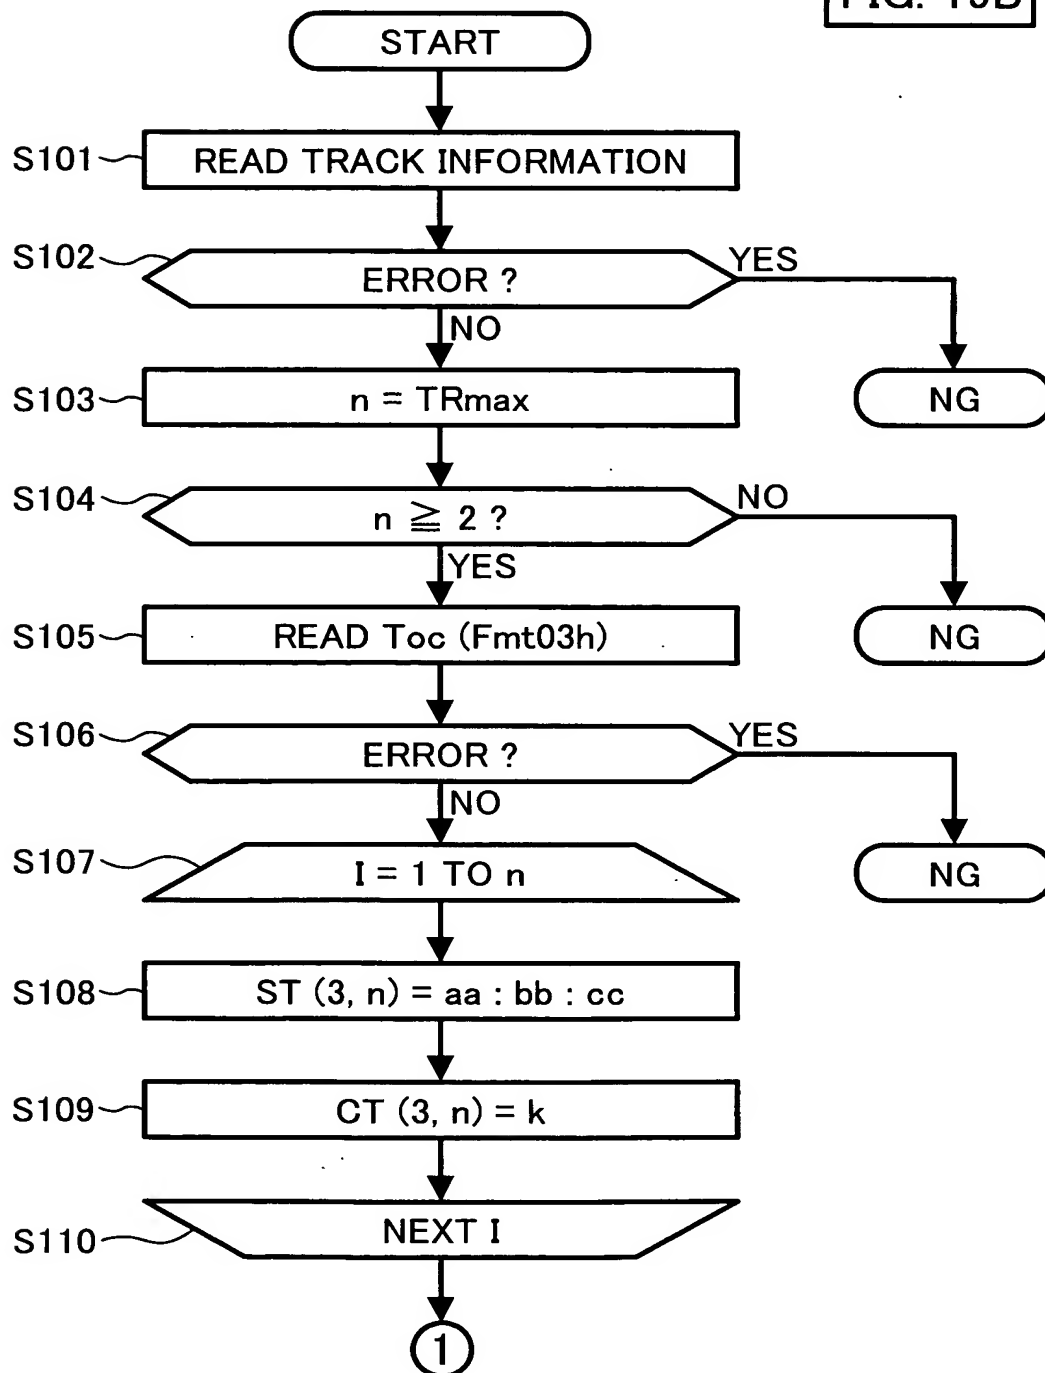 START
S101 READ TRACK INFORMATION
S102 ERROR ? YES
NO
S103 n = TRmax NG
S104 n ≧ 2 ? NO
YES
S105 READ Toc (Fmt03h) NG
S106 ERROR ? YES
NO
S107 I = 1 TO n NG
S108 ST (3, n) = aa : bb : cc
S109 CT (3, n) = k
S110 NEXT I
1